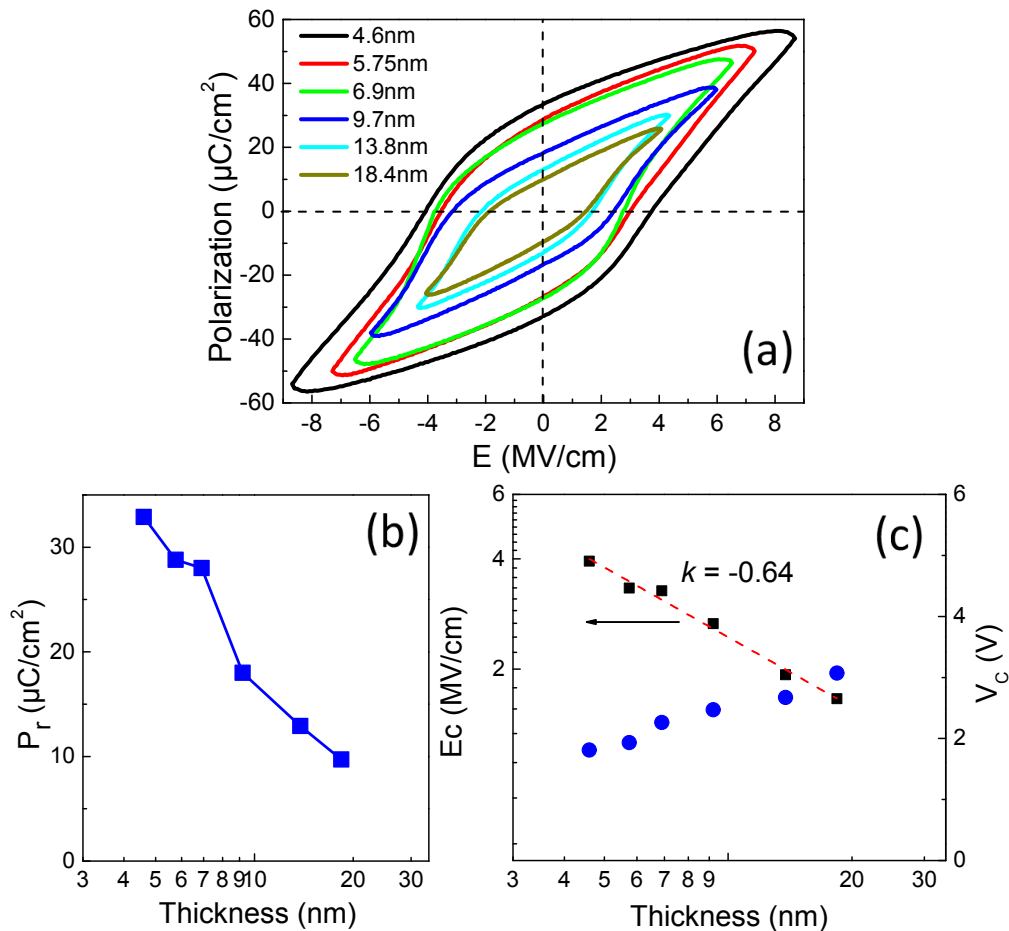 60
40
20
0
-20
-40
-60
Polarization (µC/cm²)
4.6nm
5.75nm
6.9nm
9.7nm
13.8nm
18.4nm
(a)
-8 -6 -4 -2 0 2 4 6 8
E (MV/cm)
30
20
10
0
Pr (µC/cm²)
(b)
3 4 5 6 7 8 9 10 20 30
Thickness (nm)
6
4
2
Ec (MV/cm)
(c)
k = -0.64
6
4
2
0
VC (V)
3 4 5 6 7 8 9 20 30
Thickness (nm)